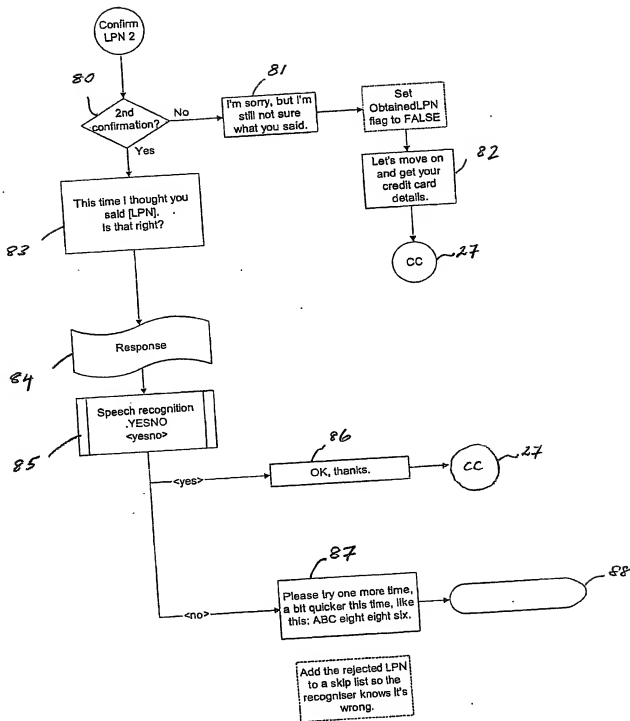 Confirm
LPN 2
80
2nd
confirmation?
No
Yes
81
I'm sorry, but I'm
still not sure
what you said.
Set
ObtainedLPN
flag to FALSE
Let's move on
and get your
credit card
details.
82
CC
27
This time I thought you
said [LPN].
Is that right?
83
Response
84
Speech recognition
.YESNO
<yesno>
85
<yes>
86
OK, thanks.
CC
27
<no>
87
Please try one more time,
a bit quicker this time, like
this; ABC eight eight six.
88
Add the rejected LPN
to a skip list so the
recogniser knows it's
wrong.